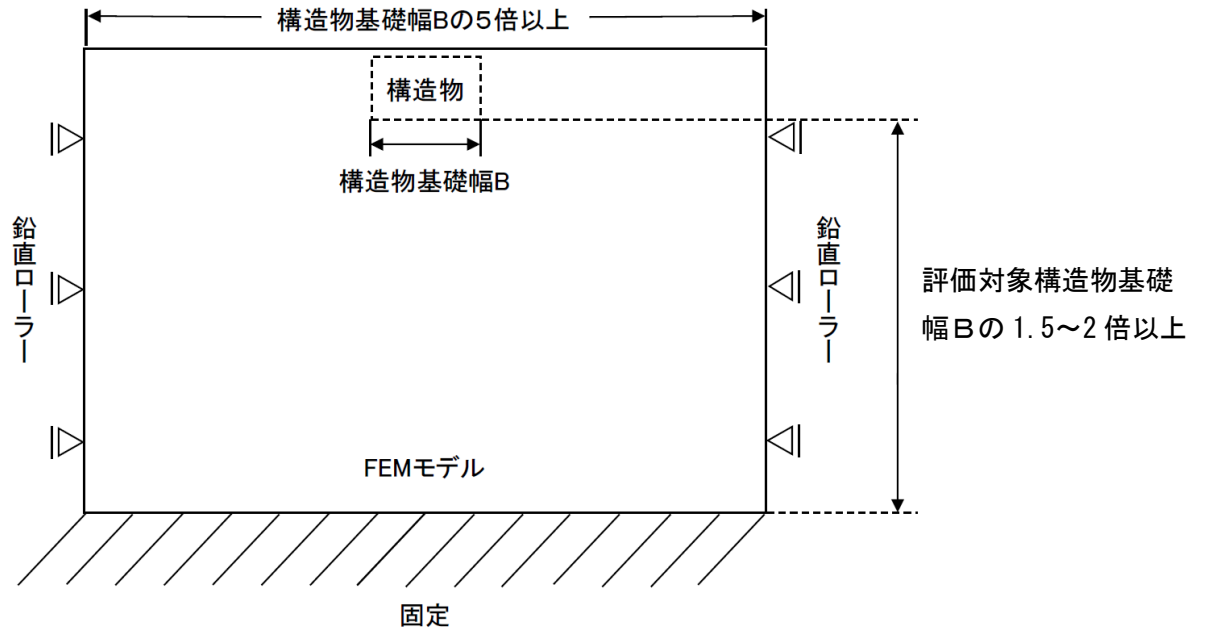 構造物基礎幅Bの5倍以上
構造物
構造物基礎幅B
鉛直ローラー
鉛直ローラー
評価対象構造物基礎
幅Ｂの 1.5～2 倍以上
FEMモデル
固定